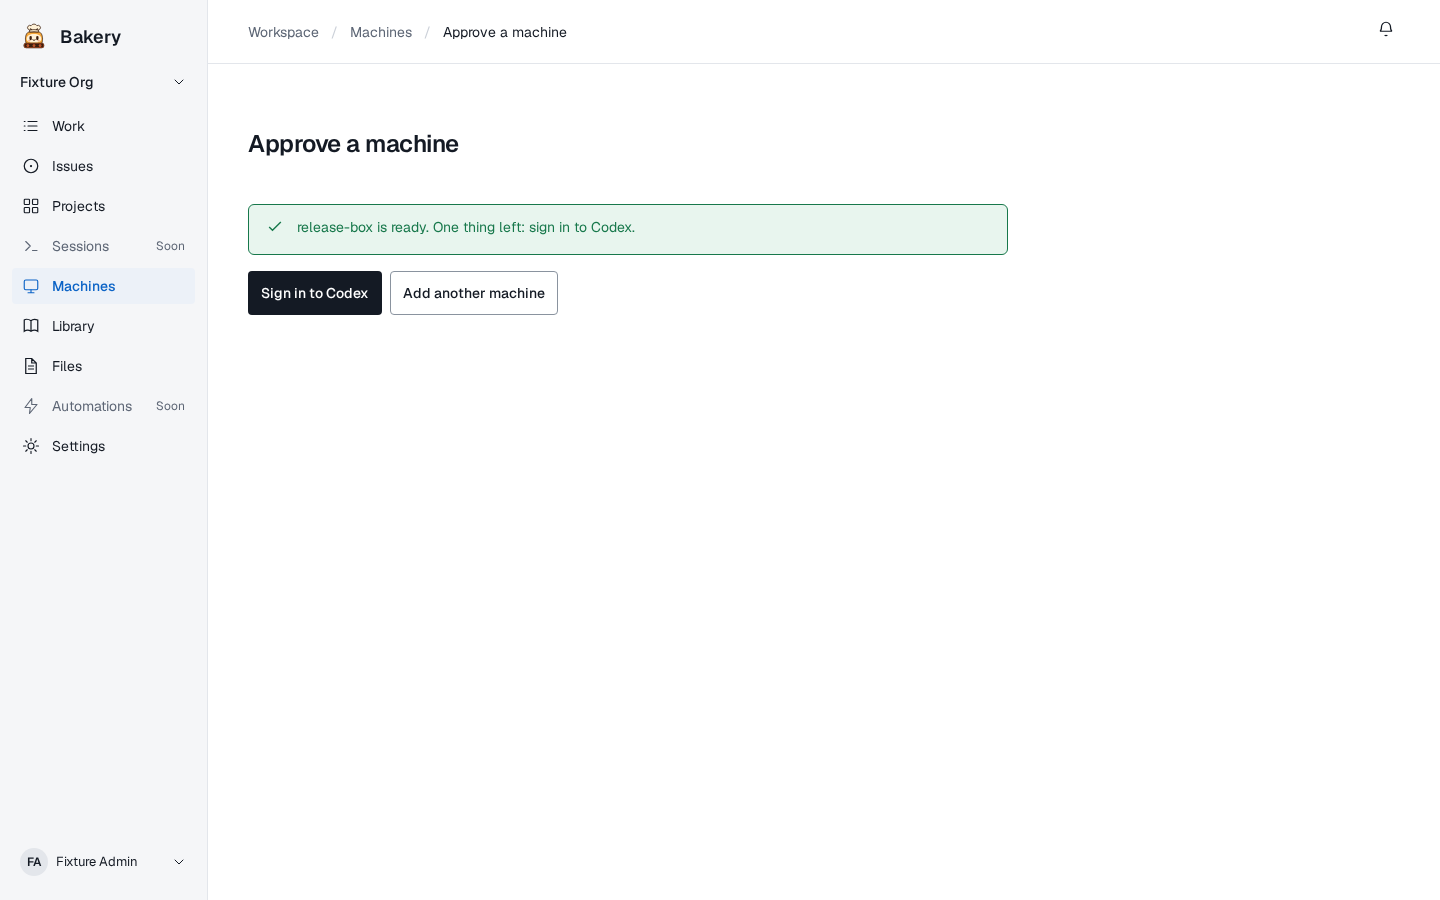 Bakery
Fixture Org
Work
Issues
Projects
Sessions Soon
Machines
Library
Files
Automations Soon
Settings
FA Fixture Admin
Workspace / Machines / Approve a machine
Approve a machine
release-box is ready. One thing left: sign in to Codex.
Sign in to Codex Add another machine